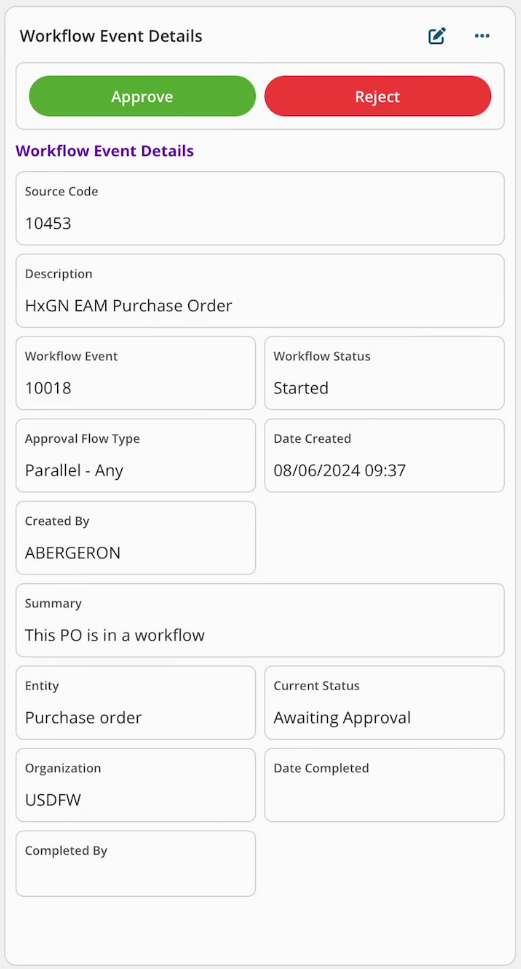 Workflow Event Details
Approve
Reject
Workflow Event Details
Source Code
10453
Description
HxGN EAM Purchase Order
Workflow Event
10018
Workflow Status
Started
Approval Flow Type
Parallel - Any
Date Created
08/06/2024 09:37
Created By
ABERGERON
Summary
This PO is in a workflow
Entity
Purchase order
Current Status
Awaiting Approval
Organization
USDFW
Date Completed
Completed By